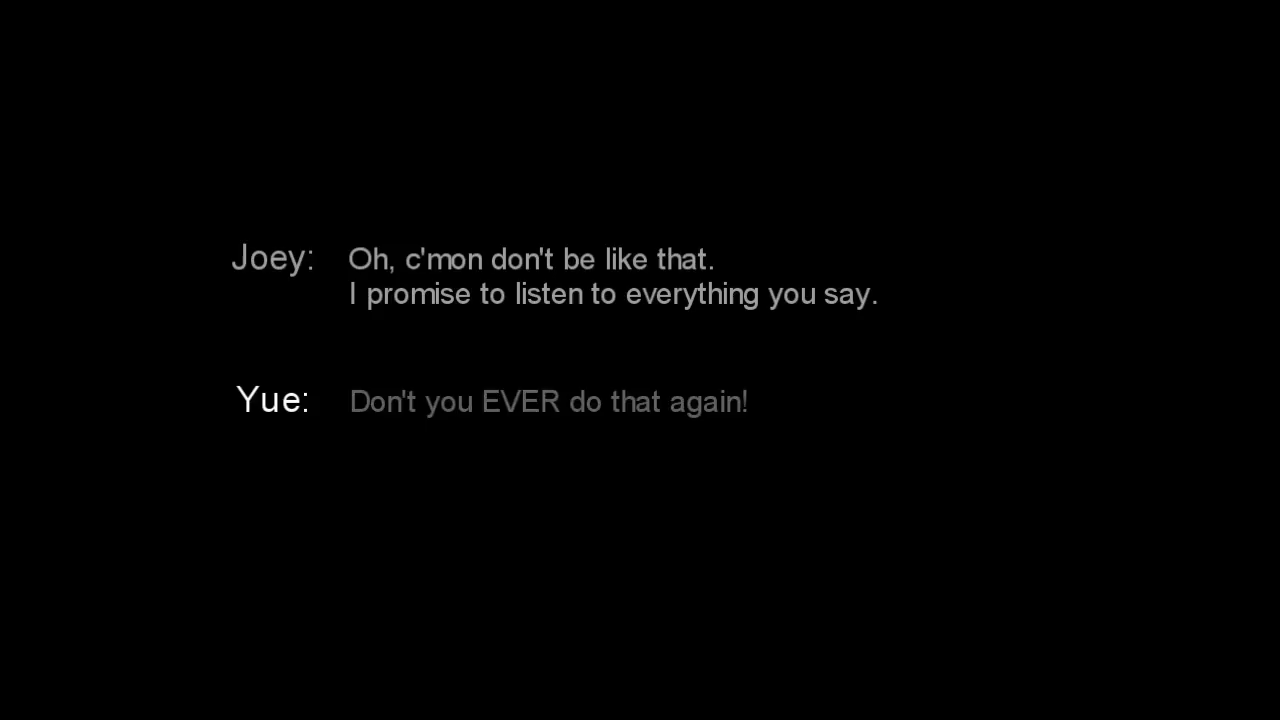 Joey: Oh, c'mon don't be like that.
I promise to listen to everything you say.
Yue: Don't you EVER do that again!